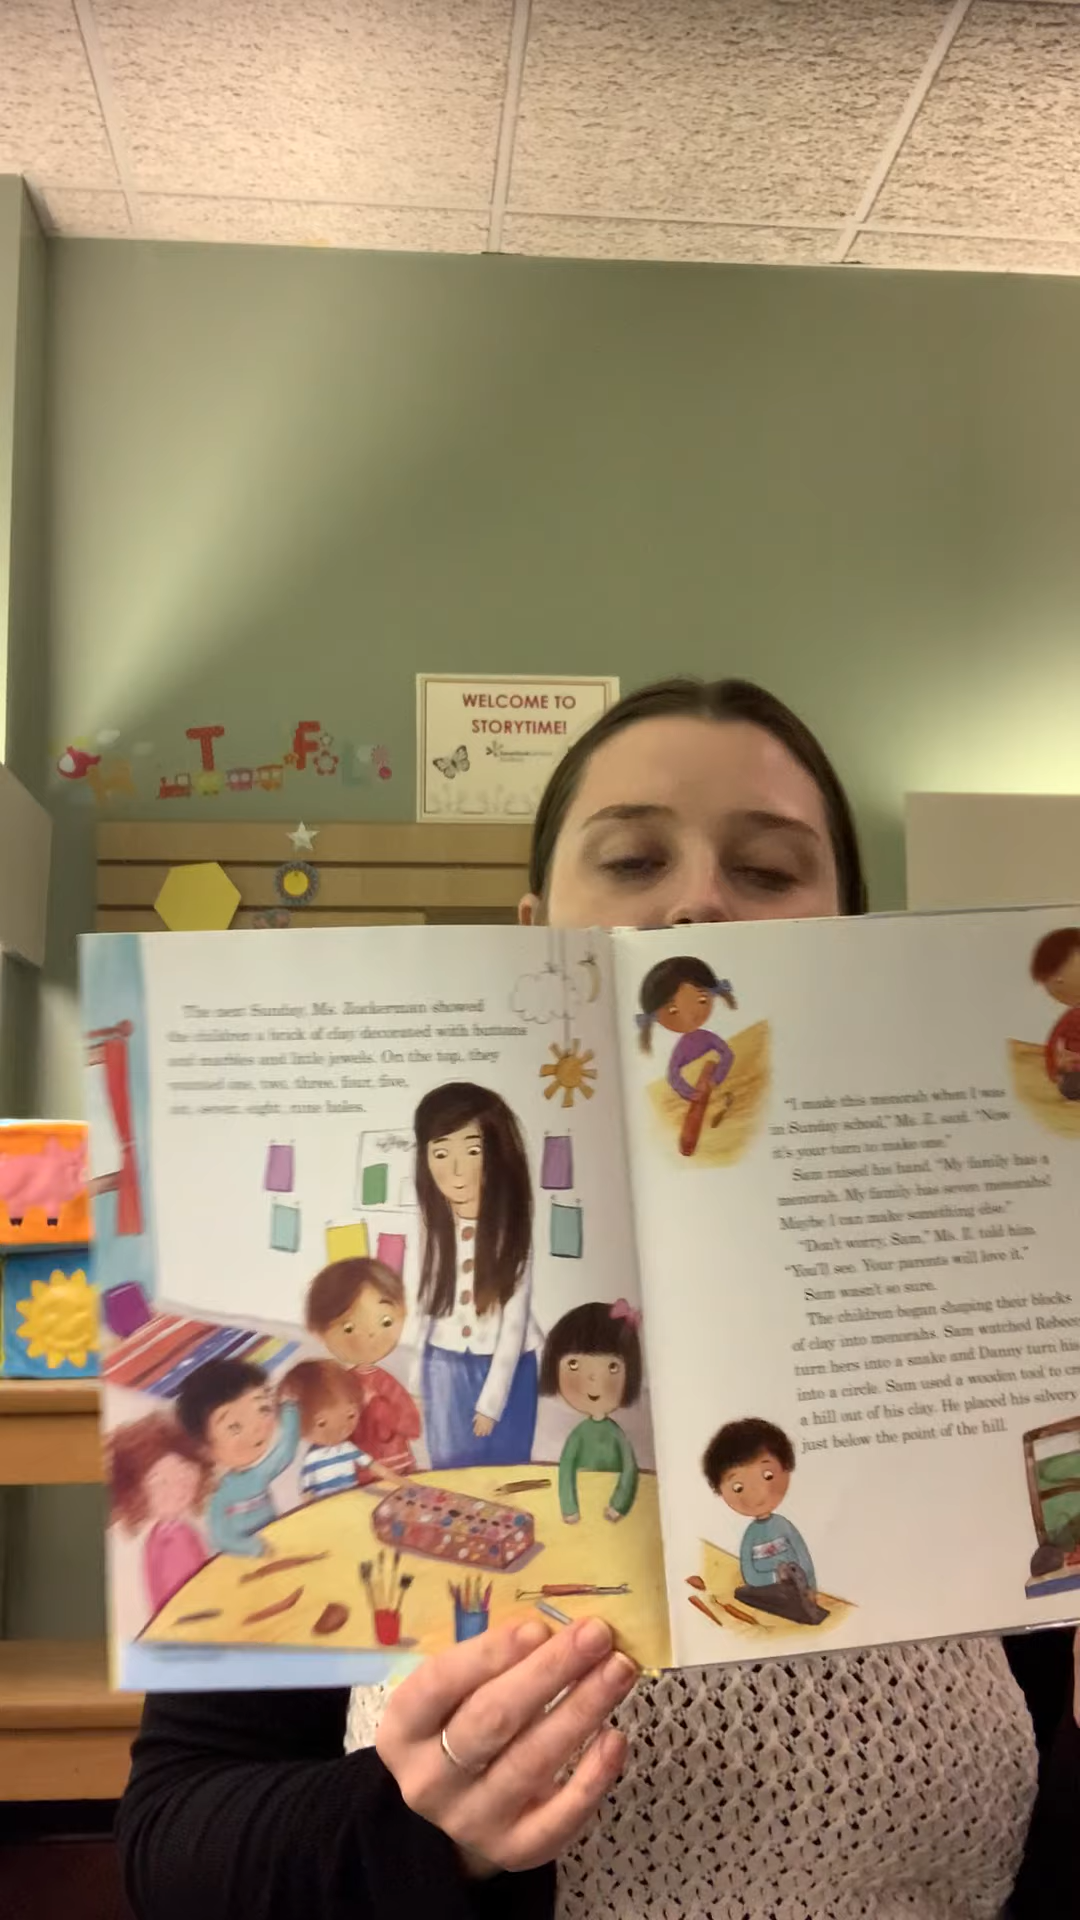 WELCOME TO
STORYTIME!
T F
The next Sunday, Ms. Zuckerman showed
the children a brick of clay decorated with buttons
and marbles and little jewels. On the top, they
counted one, two, three, four, five,
six, seven, eight, nine holes.
"I made this menorah when I was
in Sunday school," Ms. Z. said. "Now
it's your turn to make one."
Sam raised his hand. "My family has a
menorah. My family has seven menorahs!
Maybe I can make something else."
"Don't worry, Sam," Ms. Z. told him.
"You'll see. Your parents will love it."
Sam wasn't so sure.
The children began shaping their blocks
of clay into menorahs. Sam watched
turn hers into a snake and Danny turn his
into a circle. Sam used a wooden tool to
a hill out of his clay. He placed his silvery
just below the point of the hill.